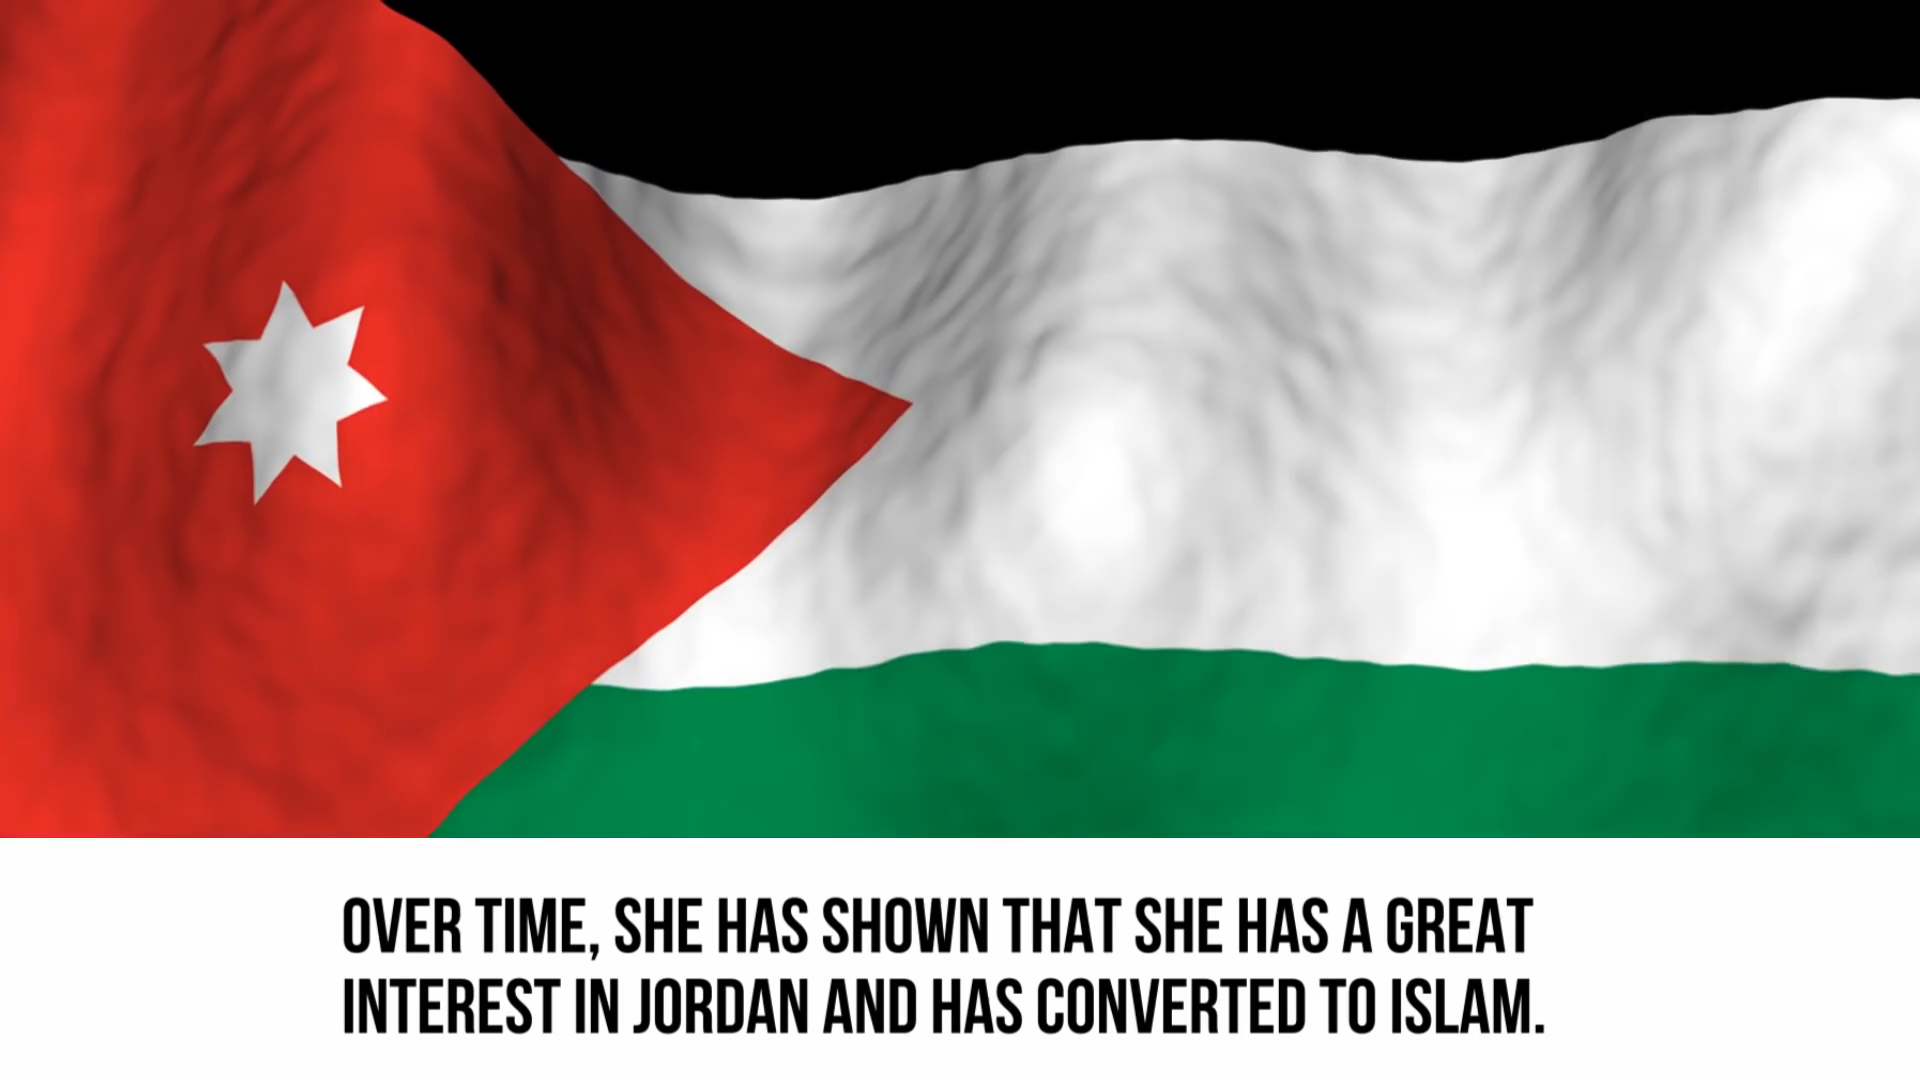 OVER TIME, SHE HAS SHOWN THAT SHE HAS A GREAT
INTEREST IN JORDAN AND HAS CONVERTED TO ISLAM.